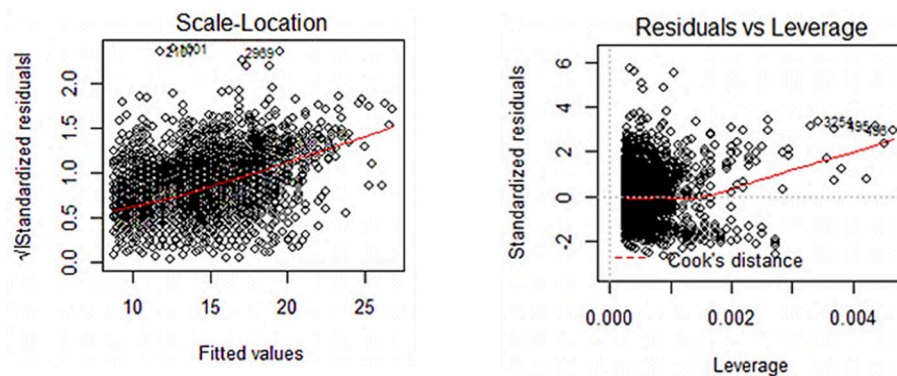 Scale-Location
√|Standardized residuals|
2.0
1.5
1.0
0.5
0.0
2969
10 15 20 25
Fitted values
Residuals vs Leverage
Standardized residuals
6
4
2
0
-2
3254
Cook's distance
0.000 0.002 0.004
Leverage